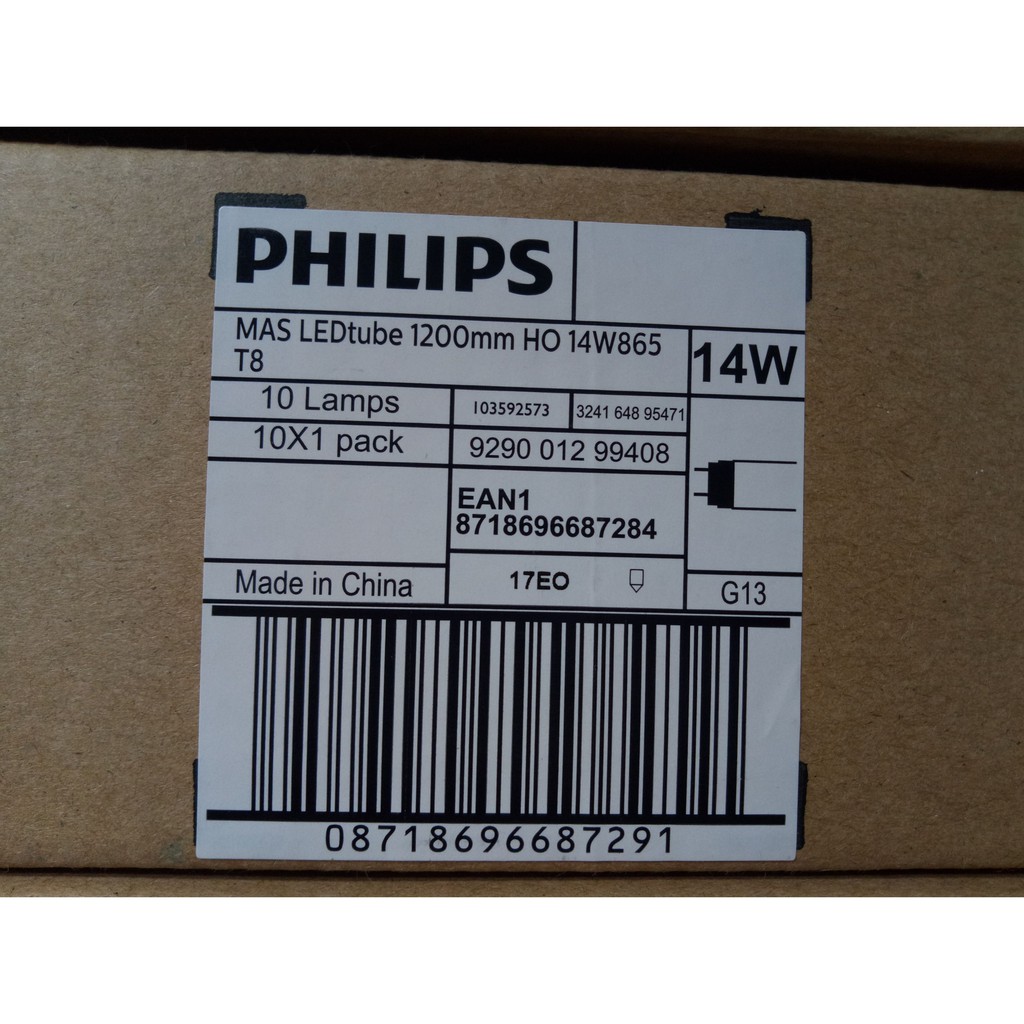 PHILIPS
MAS LEDtube 1200mm HO 14W865
T8
14W
10 Lamps
103592573
3241 648 95471
10X1 pack
9290 012 99408
EAN1
8718696687284
Made in China
17EO
G13
08718696687291